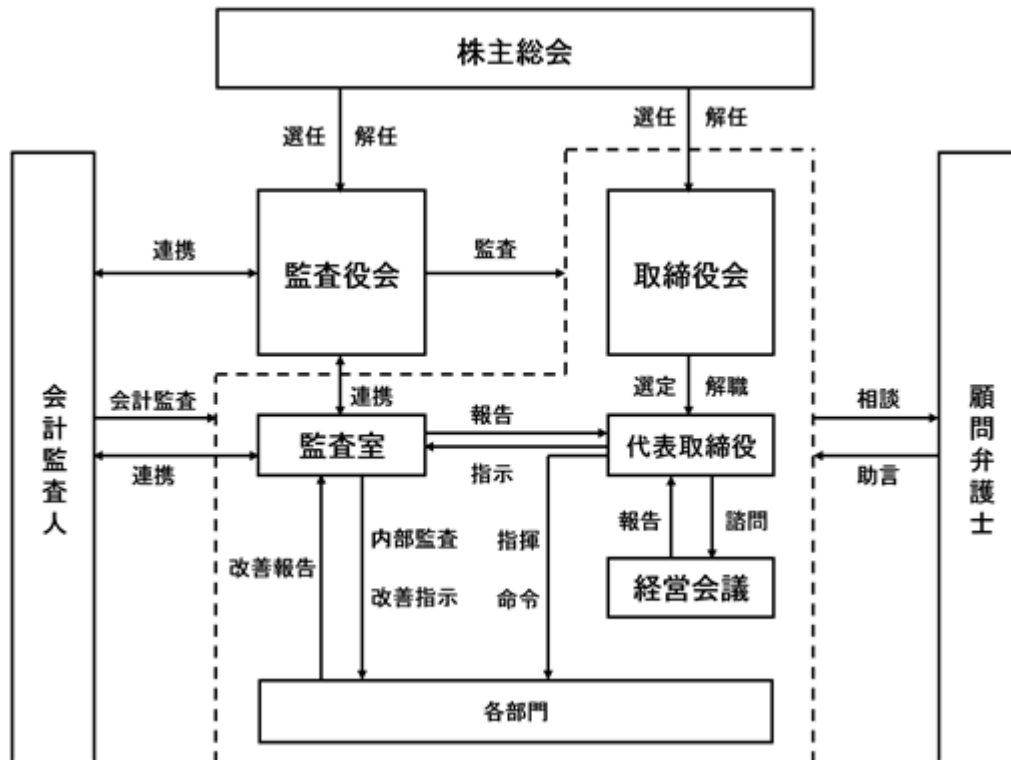 株主総会
選任 解任
選任 解任
連携
監査役会
監査
取締役会
会計監査人
会計監査
連携
連携
監査室
報告
指示
選定 解職
代表取締役
相談
助言
顧問弁護士
改善報告
内部監査
改善指示
指揮
命令
報告
諮問
経営会議
各部門